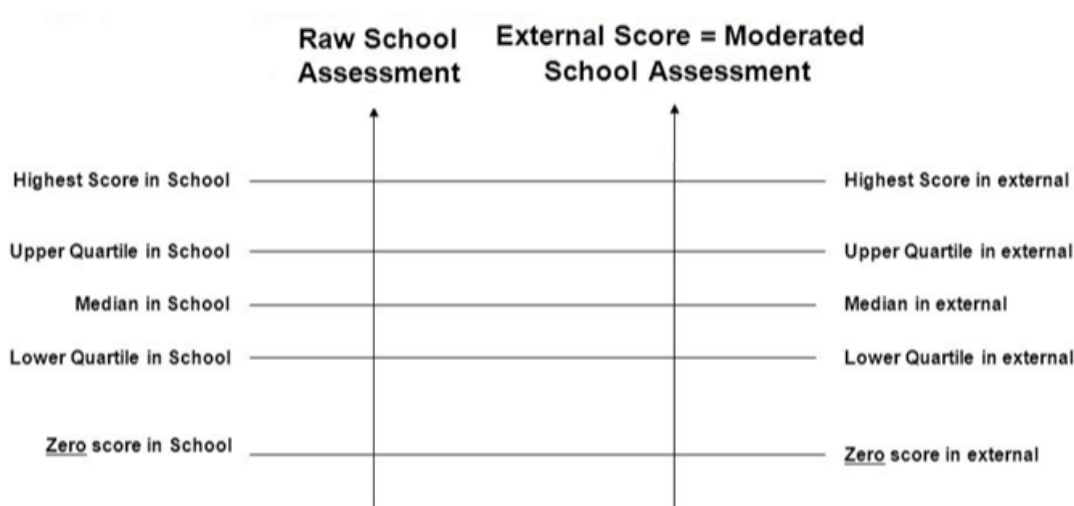 Raw School
Assessment
External Score = Moderated
School Assessment
Highest Score in School
Highest Score in external
Upper Quartile in School
Upper Quartile in external
Median in School
Median in external
Lower Quartile in School
Lower Quartile in external
Zero score in School
Zero score in external